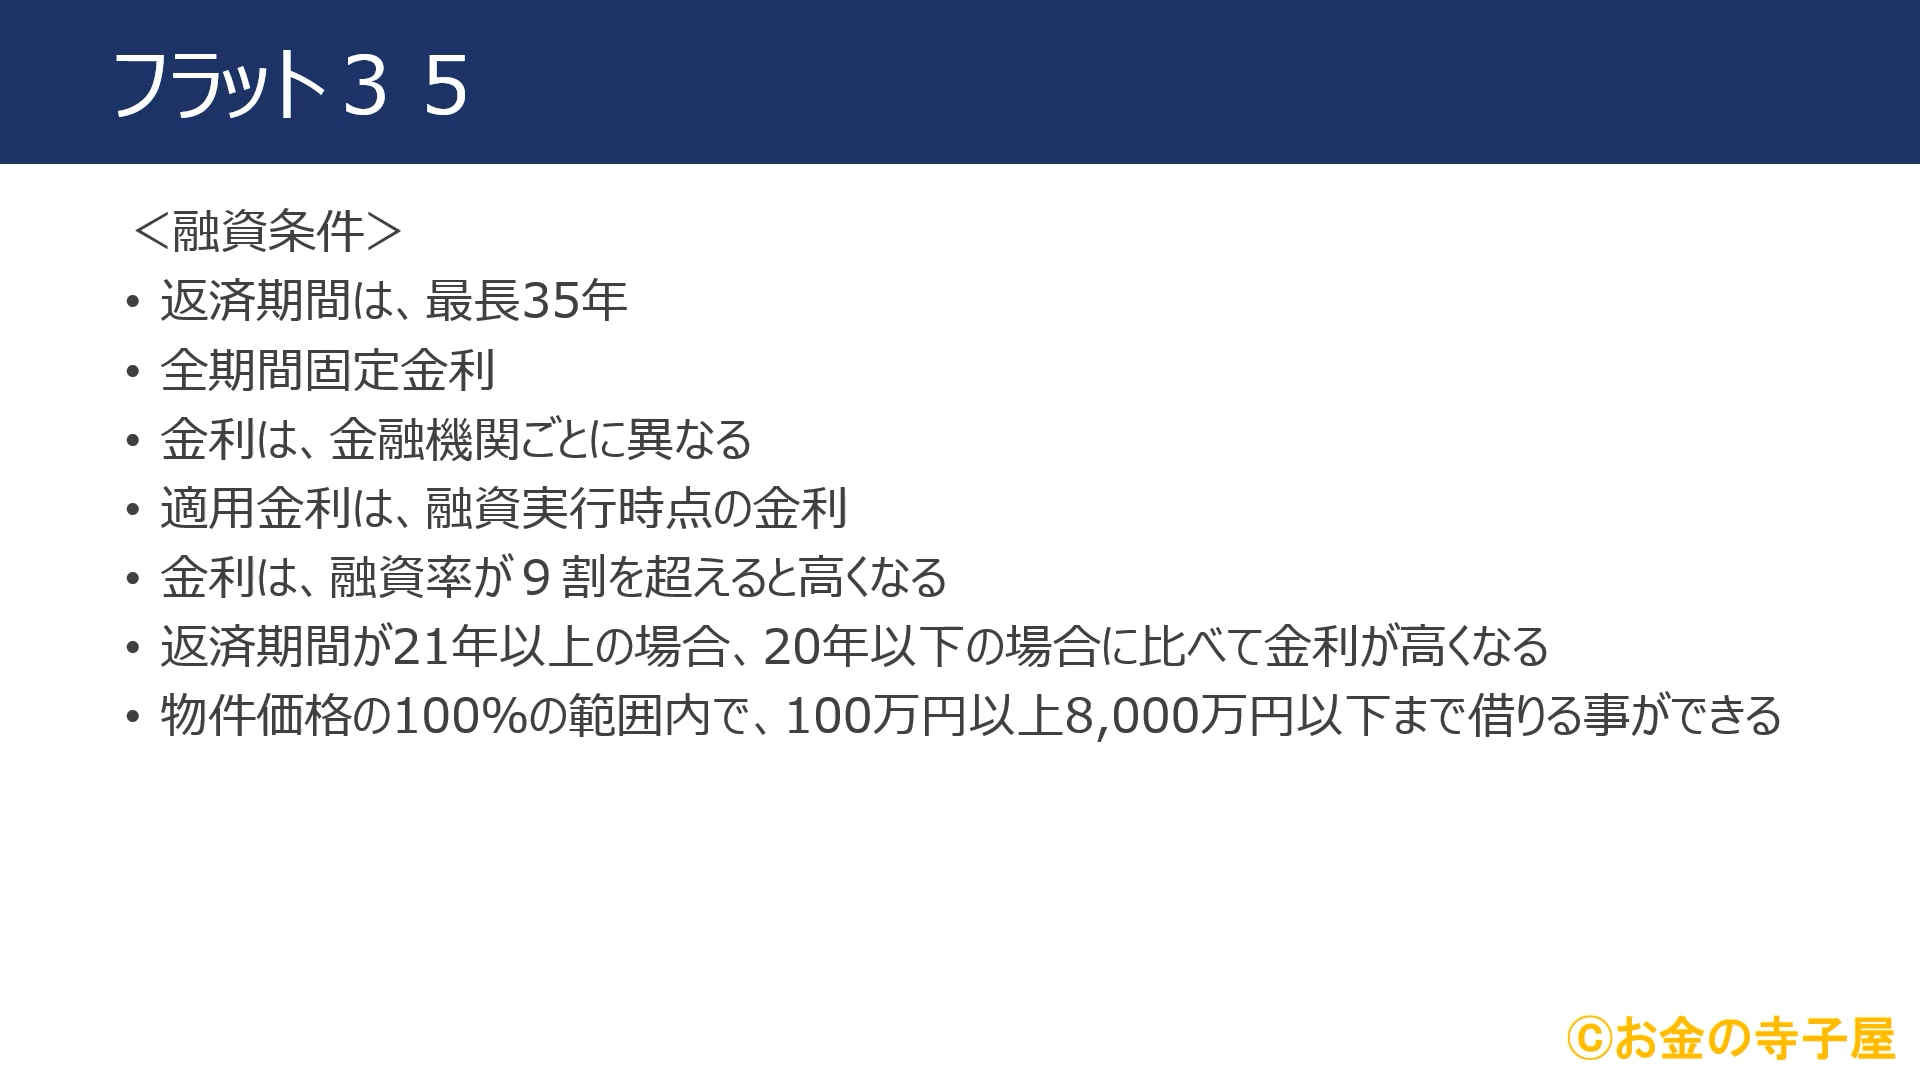 フラット３５
＜融資条件＞
• 返済期間は、最長35年
• 全期間固定金利
• 金利は、金融機関ごとに異なる
• 適用金利は、融資実行時点の金利
• 金利は、融資率が９割を超えると高くなる
• 返済期間が21年以上の場合、20年以下の場合に比べて金利が高くなる
• 物件価格の100%の範囲内で、100万円以上8,000万円以下まで借りる事ができる
©お金の寺子屋